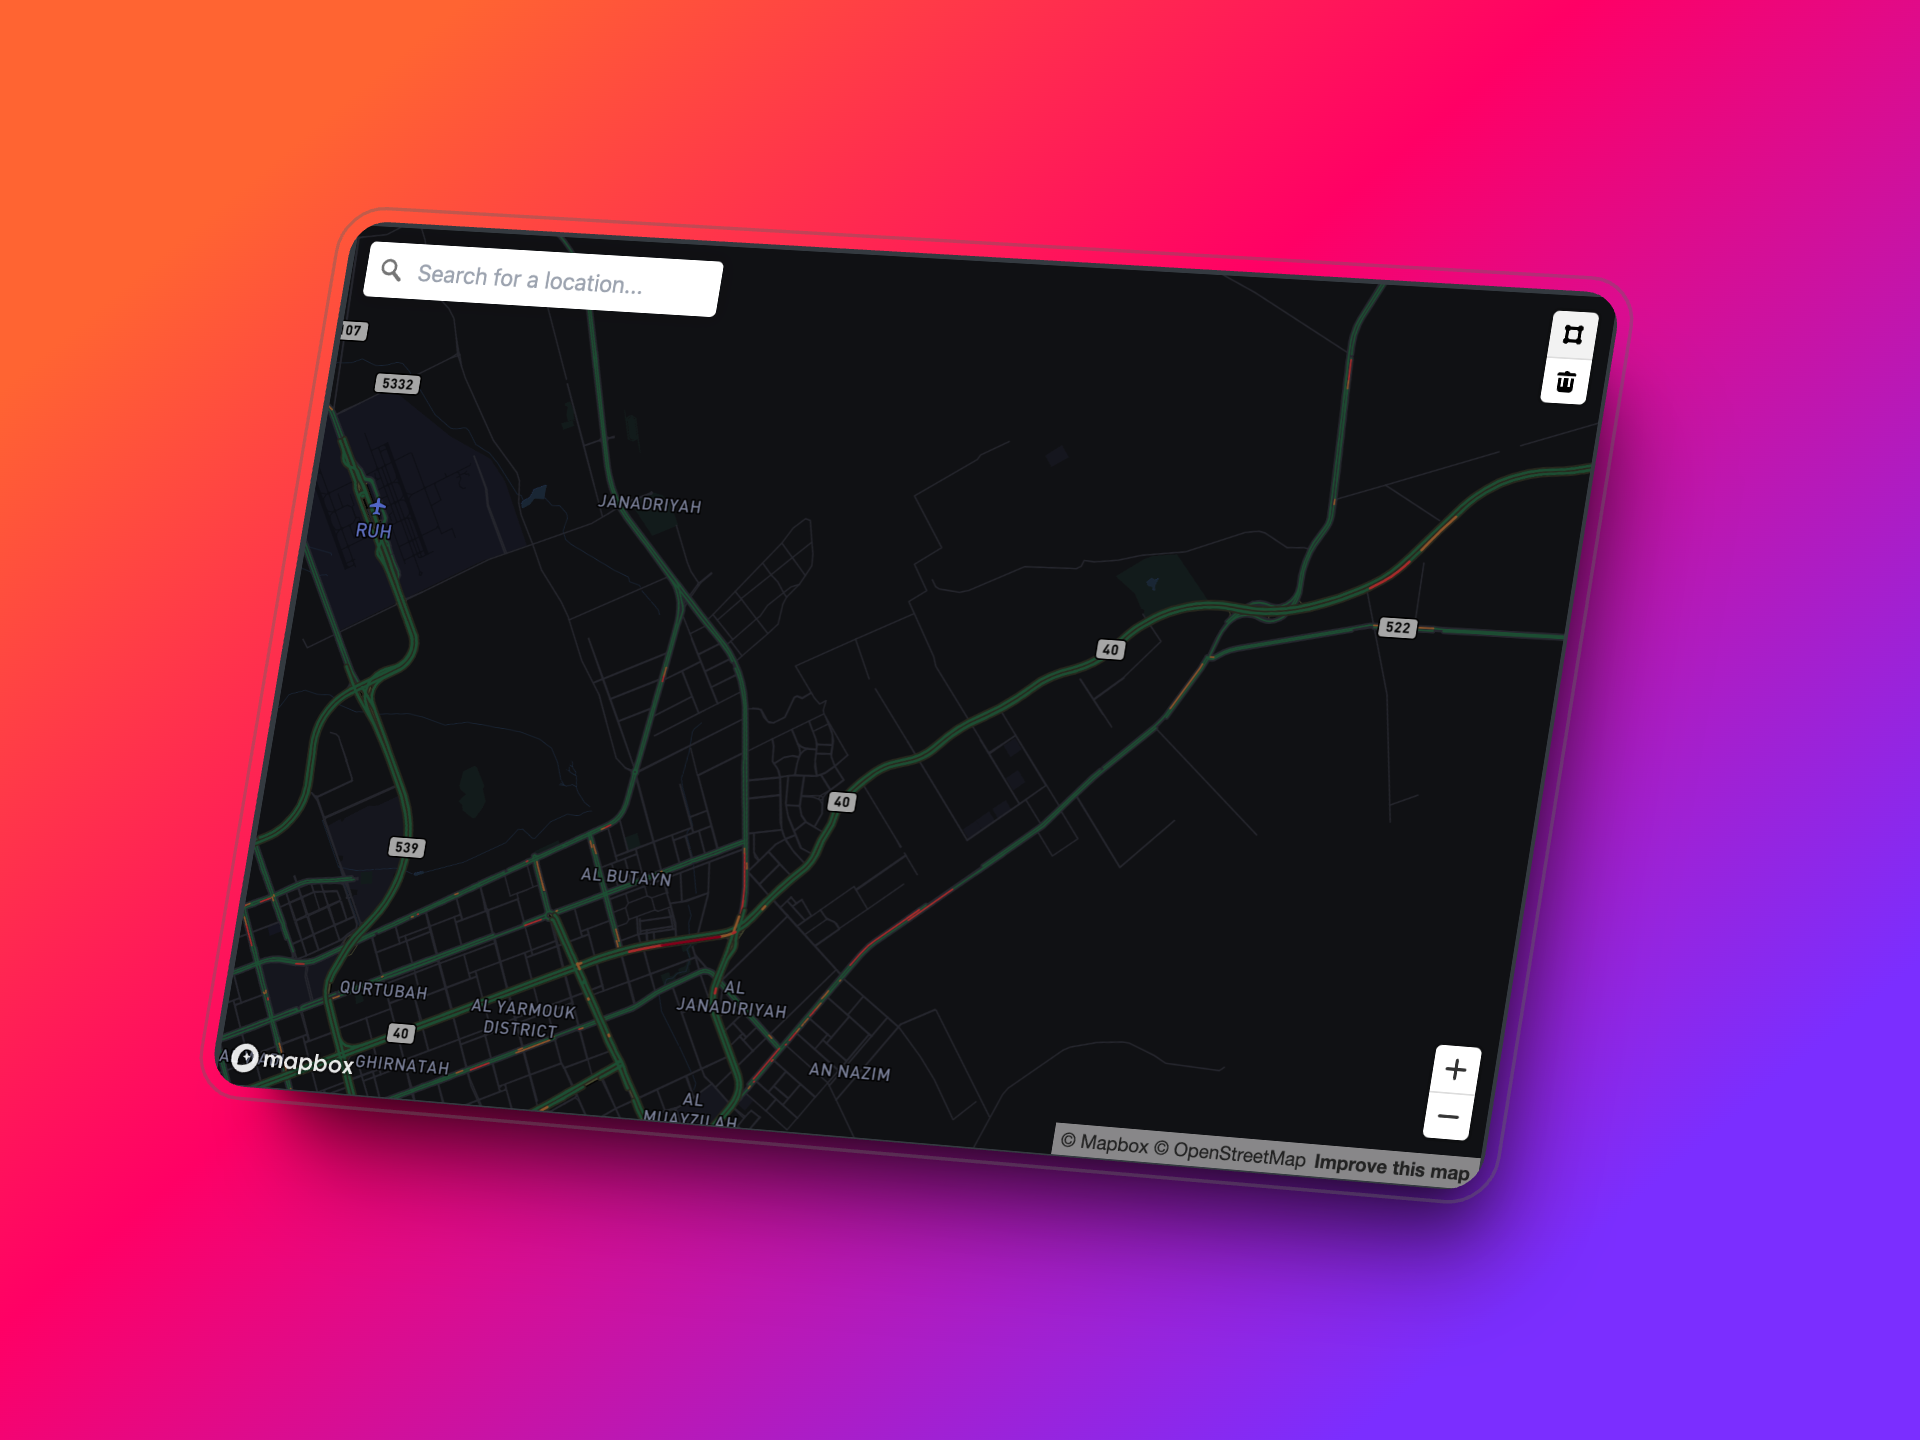 Search for a location...
07
5332
JANADRIYAH
RUH
522
40
40
539
AL BUTAYN
QURTUBAH
AL YARMOUK
DISTRICT
AL
JANADIRIYAH
40
mapbox
GHIRNATAH
AN NAZIM
AL
MUAYZILAH
© Mapbox © OpenStreetMap Improve this map